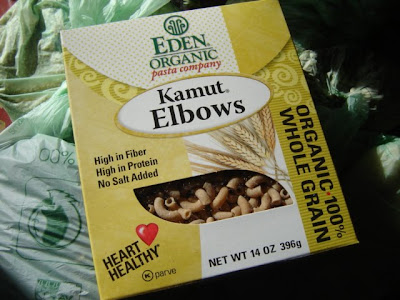 EDEN®
ORGANIC
pasta company
Kamut®
Elbows
High in Fiber
High in Protein
No Salt Added
ORGANIC·100%
WHOLE GRAIN
HEART
HEALTHY
K parve
NET WT 14 OZ 396g